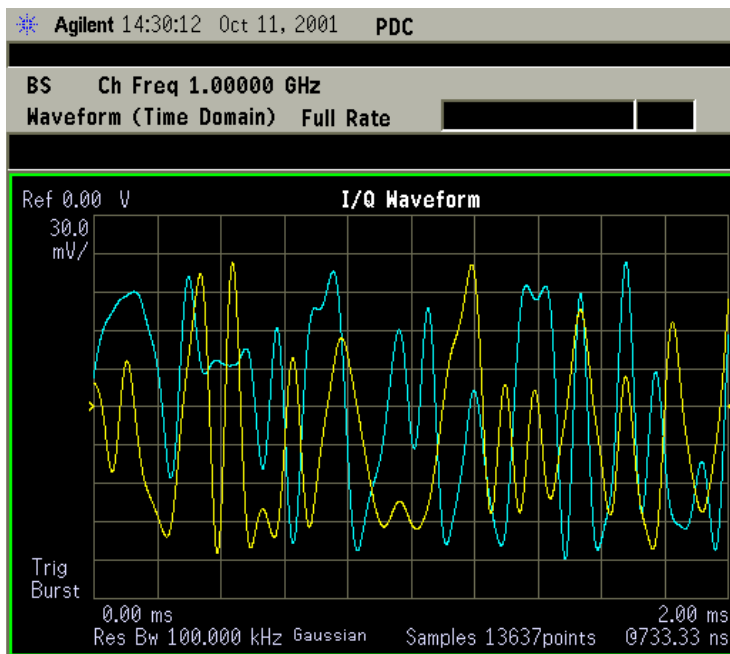 Agilent 14:30:12 Oct 11, 2001 PDC
BS Ch Freq 1.00000 GHz
Waveform (Time Domain) Full Rate
Ref 0.00 V I/Q Waveform
30.0
mV/
Trig
Burst
0.00 ms 2.00 ms
Res Bw 100.000 kHz Gaussian Samples 13637points @733.33 ns